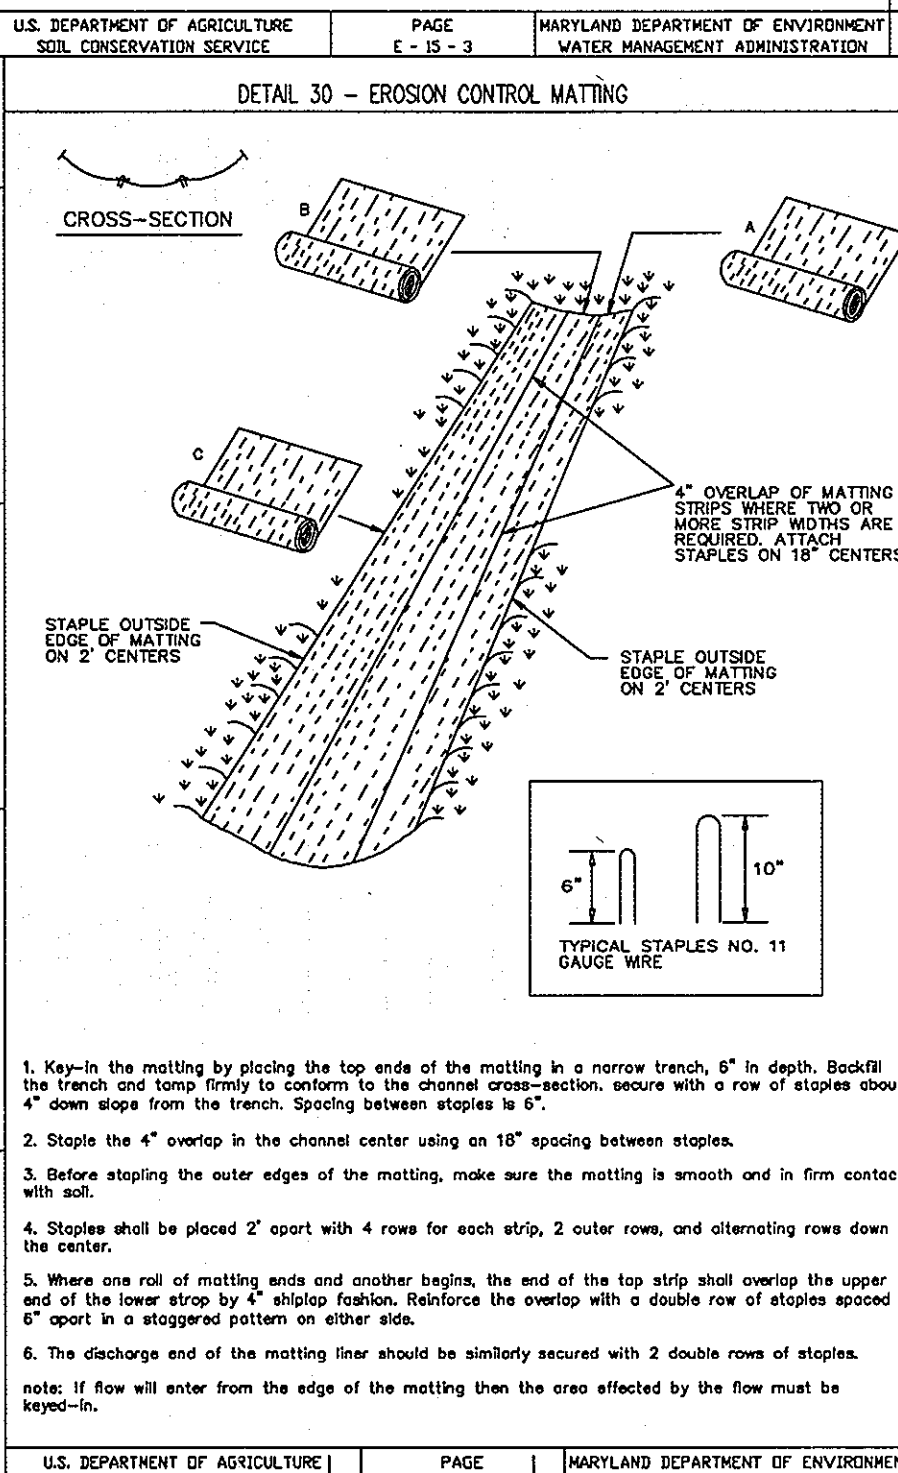 U.S. DEPARTMENT OF AGRICULTURE
SOIL CONSERVATION SERVICE
PAGE
E - 15 - 3
MARYLAND DEPARTMENT OF ENVIRONMENT
WATER MANAGEMENT ADMINISTRATION
DETAIL 30 - EROSION CONTROL MATTING
CROSS-SECTION
B
A
C
4" OVERLAP OF MATTING
STRIPS WHERE TWO OR
MORE STRIP WIDTHS ARE
REQUIRED. ATTACH
STAPLES ON 18" CENTERS
STAPLE OUTSIDE
EDGE OF MATTING
ON 2' CENTERS
STAPLE OUTSIDE
EDGE OF MATTING
ON 2' CENTERS
6"
10"
TYPICAL STAPLES NO. 11
GAUGE WIRE
1. Key-in the matting by placing the top ends of the matting in a narrow trench, 6" in depth. Backfill
the trench and tamp firmly to conform to the channel cross-section. secure with a row of staples abou
4" down slope from the trench. Spacing between staples is 6".
2. Staple the 4" overlap in the channel center using an 18" spacing between staples.
3. Before stapling the outer edges of the matting, make sure the matting is smooth and in firm contac
with soil.
4. Staples shall be placed 2' apart with 4 rows for each strip, 2 outer rows, and alternating rows down
the center.
5. Where one roll of matting ends and another begins, the end of the top strip shall overlap the upper
end of the lower strop by 4" shiplap fashion. Reinforce the overlap with a double row of staples spaced
6" apart in a staggered pattern on either side.
6. The discharge end of the matting liner should be similarly secured with 2 double rows of staples.
note: If flow will enter from the edge of the matting then the area effected by the flow must be
keyed-in.
U.S. DEPARTMENT OF AGRICULTURE
PAGE
MARYLAND DEPARTMENT OF ENVIRONMEN